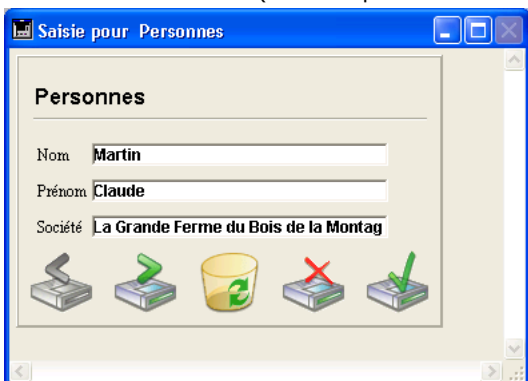 Saisie pour Personnes
Personnes
Nom Martin
Prénom Claude
Société La Grande Ferme du Bois de la Montag